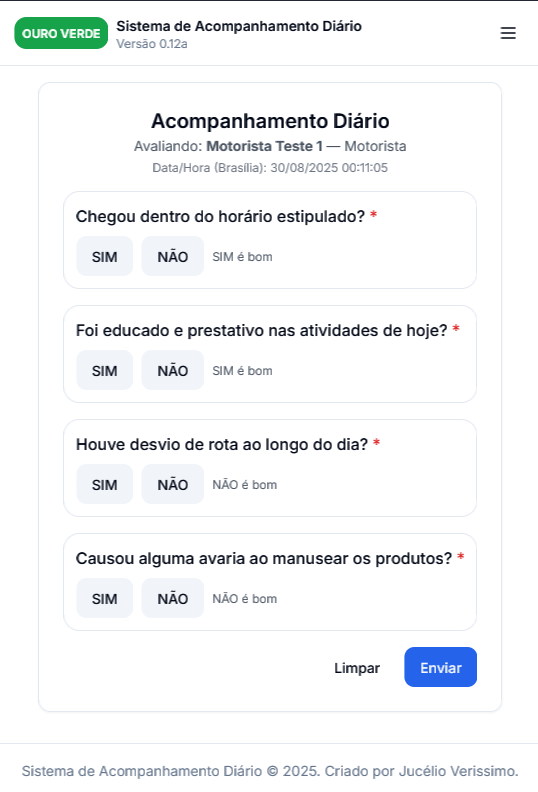 OURO VERDE
Sistema de Acompanhamento Diário
Versão 0.12a
Acompanhamento Diário
Avaliando: Motorista Teste 1 — Motorista
Data/Hora (Brasília): 30/08/2025 00:11:05
Chegou dentro do horário estipulado? *
SIM NÃO SIM é bom
Foi educado e prestativo nas atividades de hoje? *
SIM NÃO SIM é bom
Houve desvio de rota ao longo do dia? *
SIM NÃO NÃO é bom
Causou alguma avaria ao manusear os produtos? *
SIM NÃO NÃO é bom
Limpar Enviar
Sistema de Acompanhamento Diário © 2025. Criado por Jucélio Verissimo.